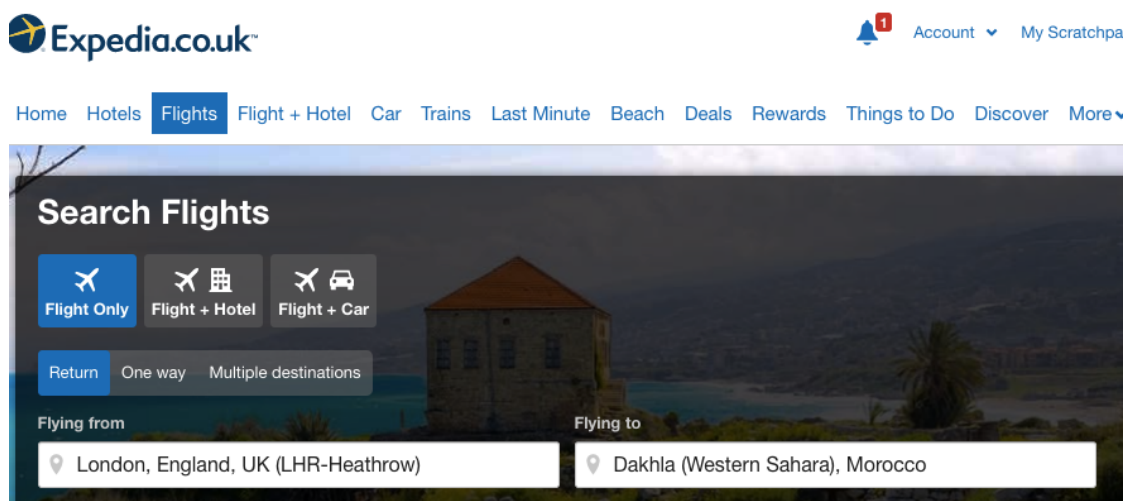 Expedia.co.uk
1
Account
My Scratchpa
Home Hotels Flights Flight + Hotel Car Trains Last Minute Beach Deals Rewards Things to Do Discover More
Search Flights
Flight Only Flight + Hotel Flight + Car
Return One way Multiple destinations
Flying from Flying to
London, England, UK (LHR-Heathrow) Dakhla (Western Sahara), Morocco